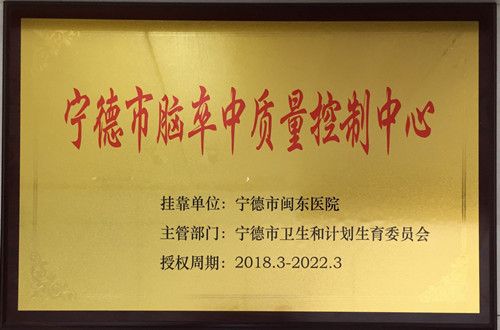 宁德市脑卒中质量控制中心
挂靠单位：宁德市闽东医院
主管部门：宁德市卫生和计划生育委员会
授权周期：2018.3-2022.3